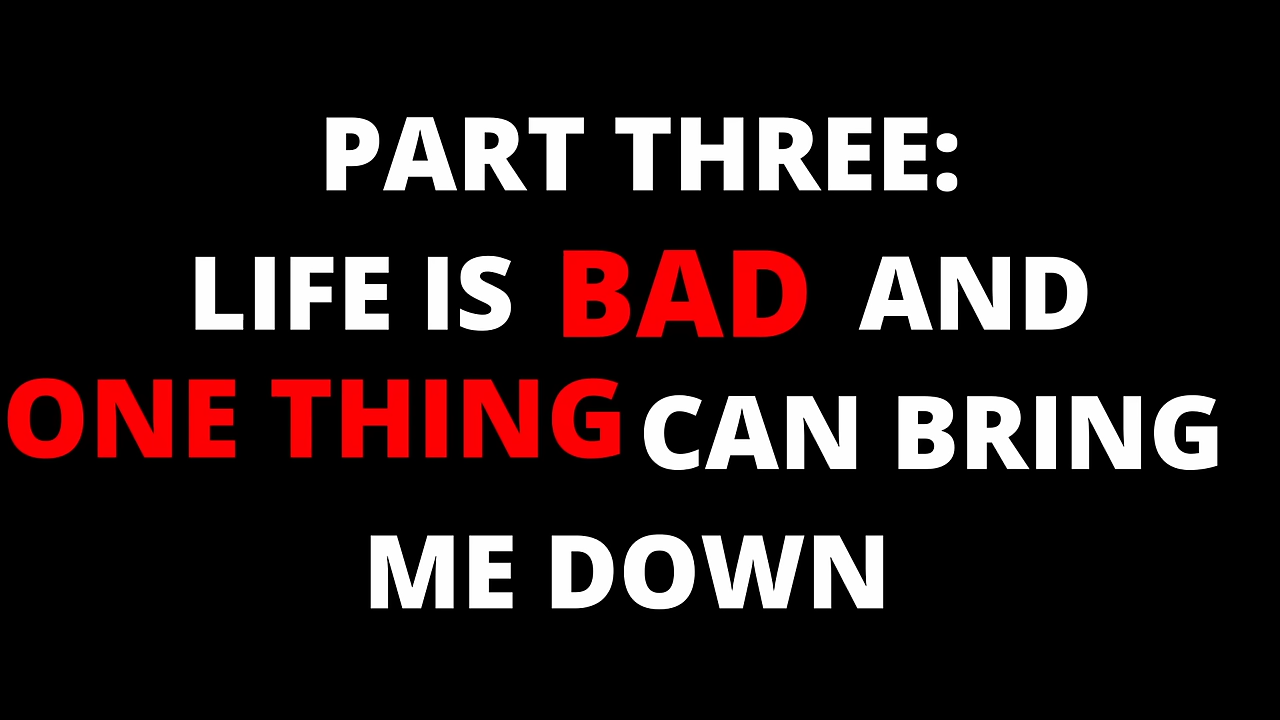 PART THREE:
LIFE IS BAD AND
ONE THING CAN BRING
ME DOWN